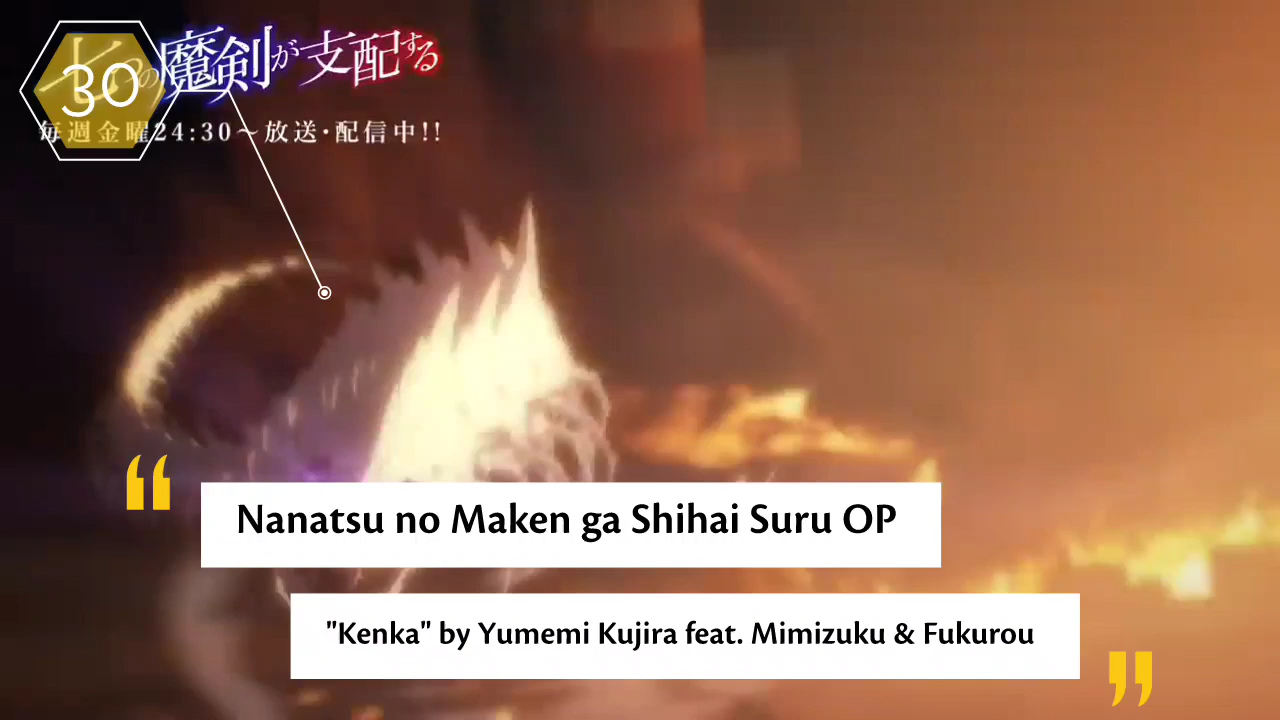 30
の魔剣が支配する
毎週金曜24:30~放送・配信中!!
“
Nanatsu no Maken ga Shihai Suru OP
"Kenka" by Yumemi Kujira feat. Mimizuku & Fukurou
”